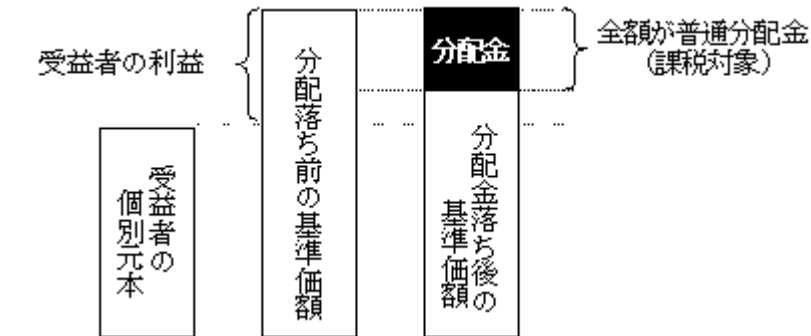 受益者の利益
分配落ち前の基準価額
分配金
全額が普通分配金
（課税対象）
受益者の
個別元本
分配金落ち後の
基準価額